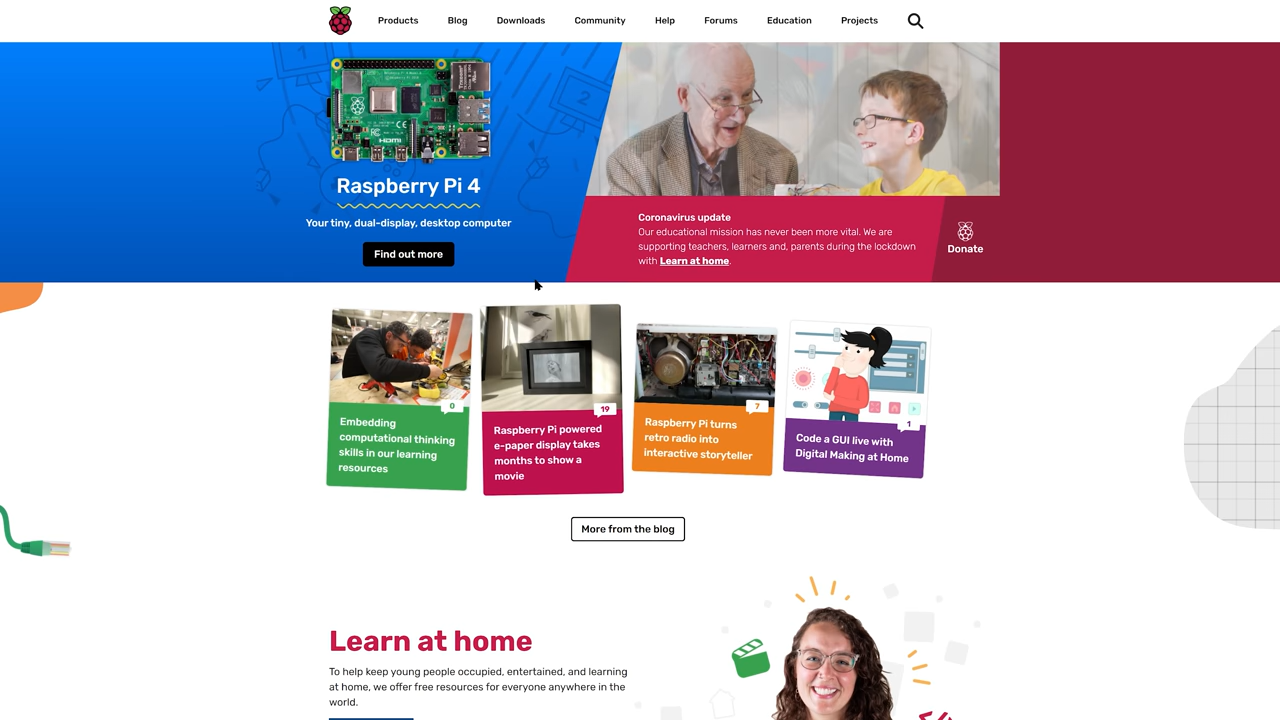 Products
Blog
Downloads
Community
Help
Forums
Education
Projects
Raspberry Pi 4
Your tiny, dual-display, desktop computer
Find out more
Coronavirus update
Our educational mission has never been more vital. We are
supporting teachers, learners and, parents during the lockdown
with Learn at home.
Donate
0
Embedding
computational thinking
skills in our learning
resources
19
Raspberry Pi powered
e-paper display takes
months to show a
movie
7
Raspberry Pi turns
retro radio into
interactive storyteller
1
Code a GUI live with
Digital Making at Home
More from the blog
Learn at home
To help keep young people occupied, entertained, and learning
at home, we offer free resources for everyone anywhere in the
world.